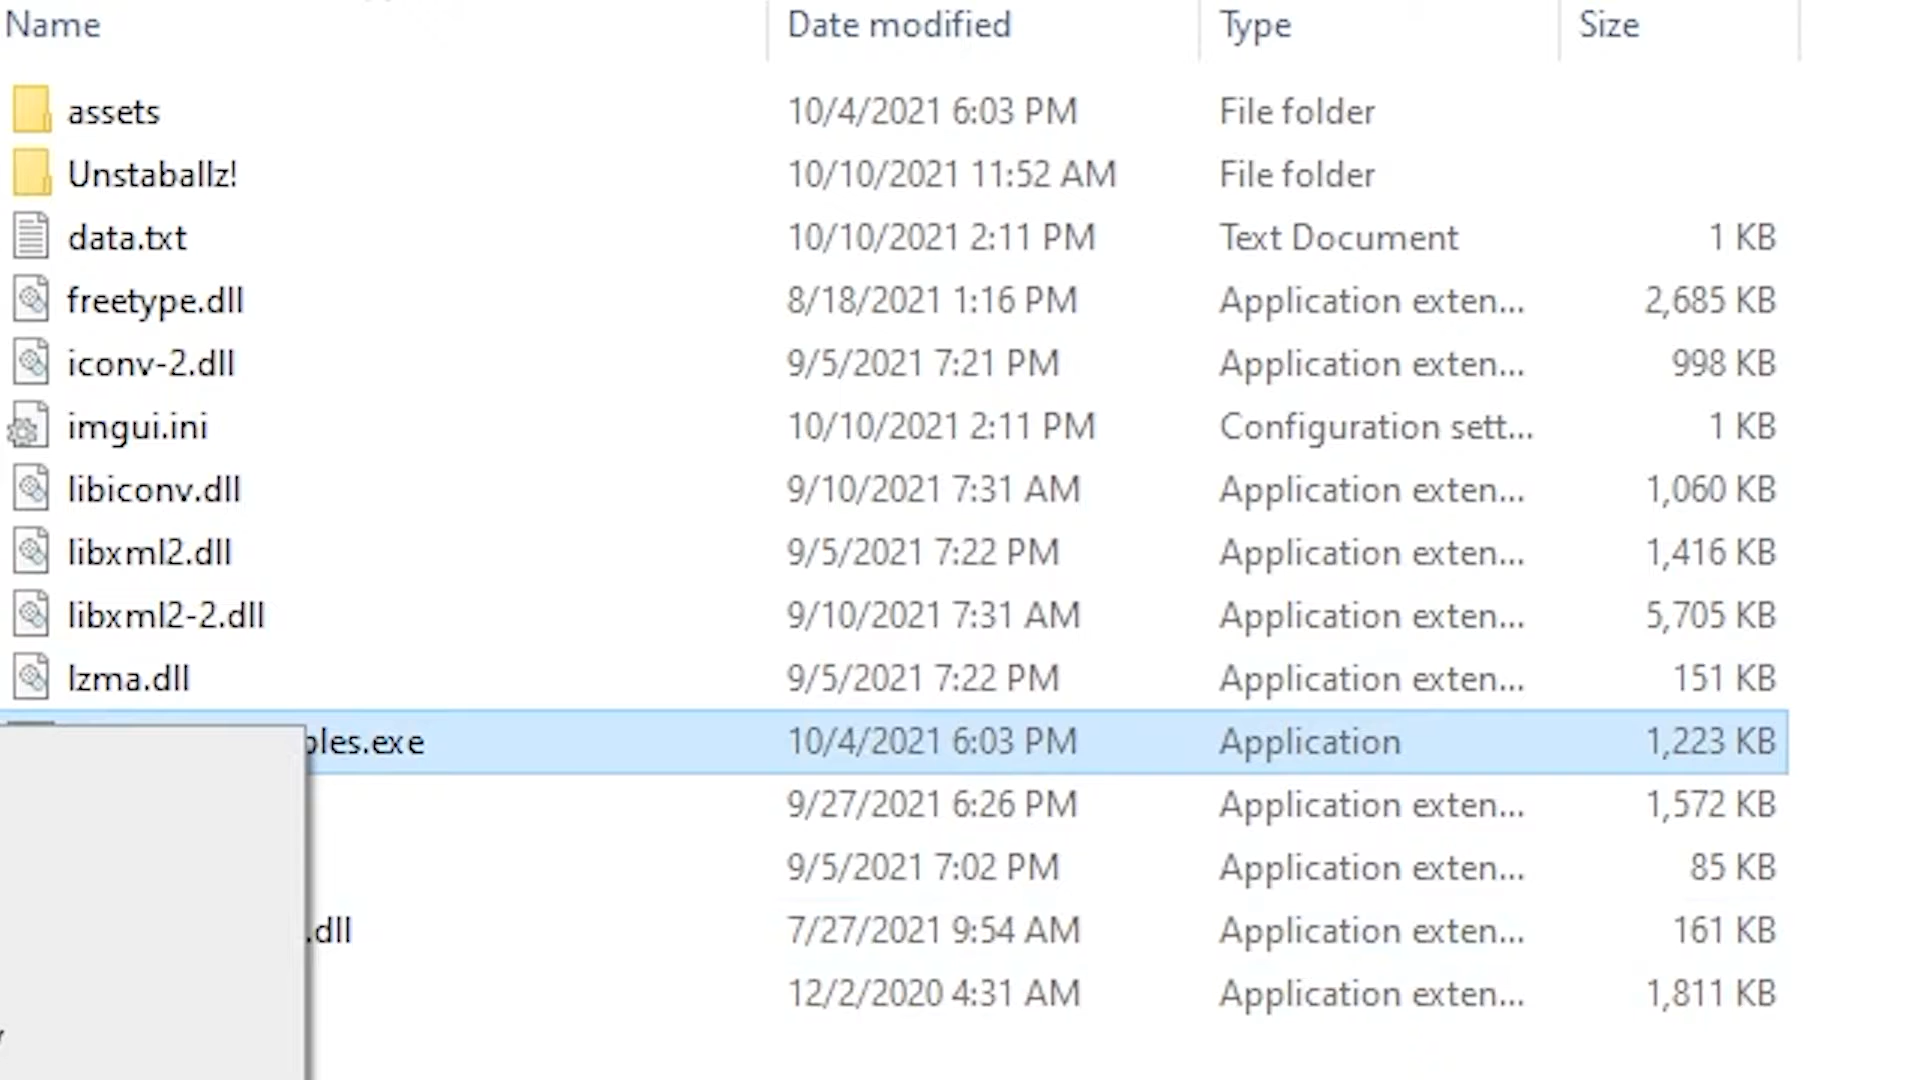 Name Date modified Type Size
assets 10/4/2021 6:03 PM File folder
Unstaballz! 10/10/2021 11:52 AM File folder
data.txt 10/10/2021 2:11 PM Text Document 1 KB
freetype.dll 8/18/2021 1:16 PM Application exten... 2,685 KB
iconv-2.dll 9/5/2021 7:21 PM Application exten... 998 KB
imgui.ini 10/10/2021 2:11 PM Configuration sett... 1 KB
libiconv.dll 9/10/2021 7:31 AM Application exten... 1,060 KB
libxml2.dll 9/5/2021 7:22 PM Application exten... 1,416 KB
libxml2-2.dll 9/10/2021 7:31 AM Application exten... 5,705 KB
lzma.dll 9/5/2021 7:22 PM Application exten... 151 KB
bles.exe 10/4/2021 6:03 PM Application 1,223 KB
9/27/2021 6:26 PM Application exten... 1,572 KB
9/5/2021 7:02 PM Application exten... 85 KB
.dll 7/27/2021 9:54 AM Application exten... 161 KB
12/2/2020 4:31 AM Application exten... 1,811 KB